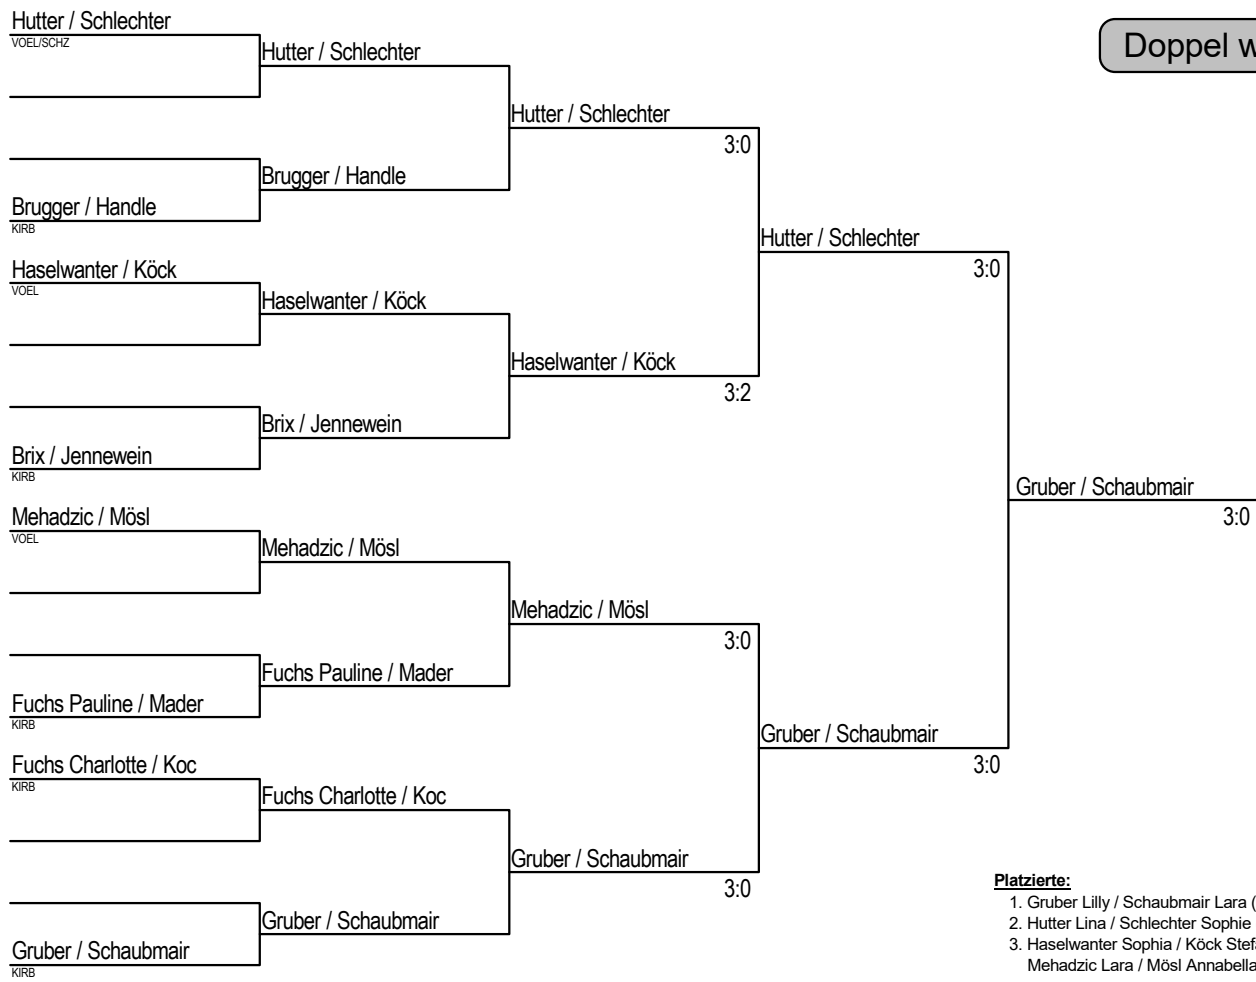 Hutter / Schlechter
VOEL/SCHZ
Brugger / Handle
KIRB
Haselwanter / Köck
VOEL
Brix / Jennewein
KIRB
Mehadzic / Mösl
VOEL
Fuchs Pauline / Mader
KIRB
Fuchs Charlotte / Koc
KIRB
Gruber / Schaubmair
KIRB
Hutter / Schlechter
Brugger / Handle
Haselwanter / Köck
Brix / Jennewein
Mehadzic / Mösl
Fuchs Pauline / Mader
Fuchs Charlotte / Koc
Gruber / Schaubmair
Hutter / Schlechter
3:0
Haselwanter / Köck
3:2
Mehadzic / Mösl
3:0
Gruber / Schaubmair
3:0
Hutter / Schlechter
3:0
Gruber / Schaubmair
3:0
Gruber / Schaubmair
3:0
Doppel w
Platzierte:
1. Gruber Lilly / Schaubmair Lara (
2. Hutter Lina / Schlechter Sophie
3. Haselwanter Sophia / Köck Stef
Mehadzic Lara / Mösl Annabella